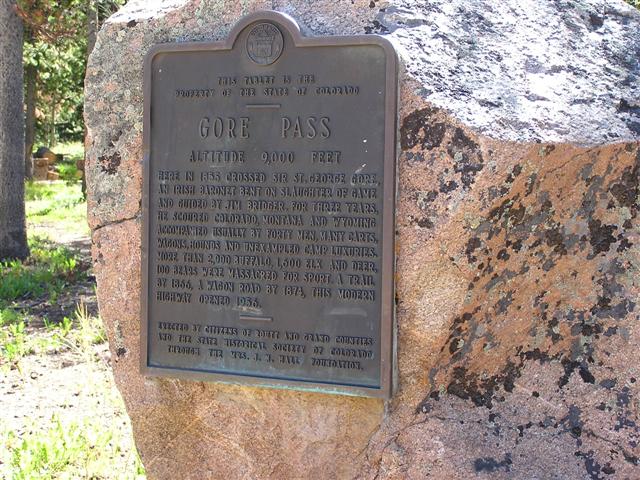 THIS TABLET IS THE
PROPERTY OF THE STATE OF COLORADO
GORE PASS
ALTITUDE 9,000 FEET
HERE IN 1855 CROSSED SIR ST. GEORGE GORE,
AN IRISH BARONET BENT ON SLAUGHTER OF GAME
AND GUIDED BY JIM BRIDGER. FOR THREE YEARS
HE SCOURED COLORADO, MONTANA AND WYOMING
ACCOMPANIED USUALLY BY FORTY MEN, MANY CARTS,
WAGONS, HOUNDS AND UNEXAMPLED CAMP LUXURIES.
MORE THAN 2,000 BUFFALO, 1,600 ELK AND DEER,
100 BEARS WERE MASSACRED FOR SPORT. A TRAIL
BY 1866, A WAGON ROAD BY 1874, THIS MODERN
HIGHWAY OPENED 1956.
ERECTED BY CITIZENS OF ROUTT AND GRAND COUNTIES
AND THE STATE HISTORICAL SOCIETY OF COLORADO
THROUGH THE MRS. J. N. HALL FOUNDATION.